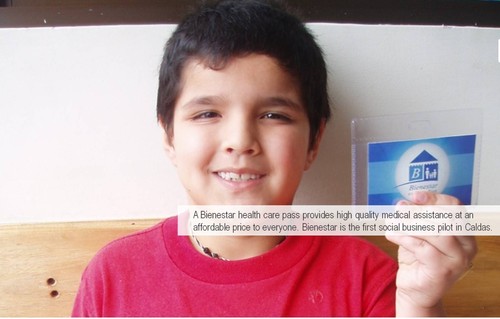 B
Bienestar
A Bienestar health care pass provides high quality medical assistance at an
affordable price to everyone. Bienestar is the first social business pilot in Caldas.